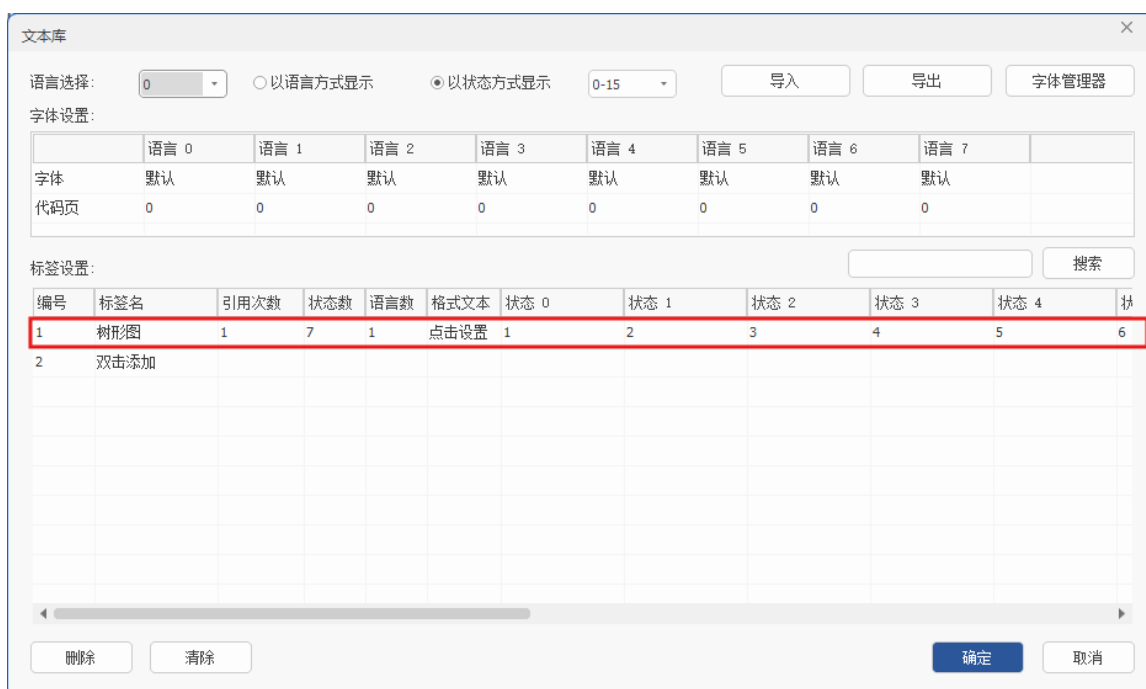 文本库
语言选择: 0 以语言方式显示 以状态方式显示 0-15 导入 导出 字体管理器
字体设置:
语言 0 语言 1 语言 2 语言 3 语言 4 语言 5 语言 6 语言 7
字体 默认 默认 默认 默认 默认 默认 默认 默认
代码页 0 0 0 0 0 0 0 0
标签设置: 搜索
编号 标签名 引用次数 状态数 语言数 格式文本 状态 0 状态 1 状态 2 状态 3 状态 4
1 树形图 1 7 1 点击设置 1 2 3 4 5 6
2 双击添加
删除 清除 确定 取消